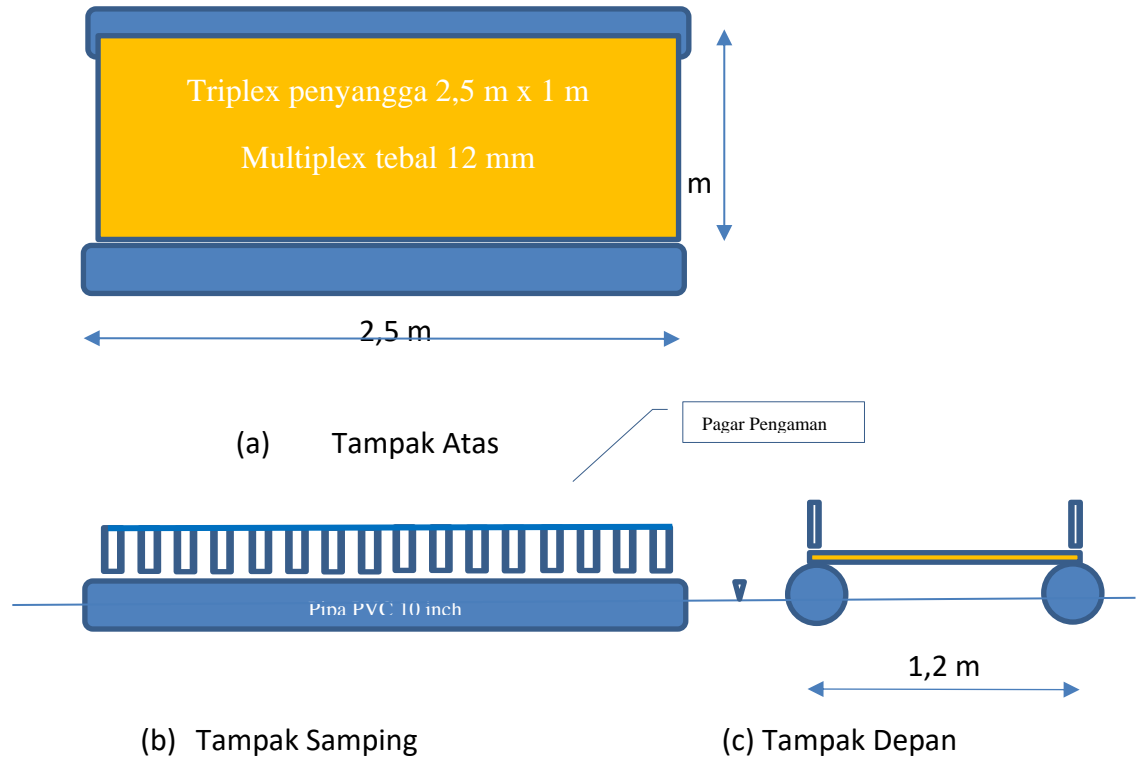 Triplex penyangga 2,5 m x 1 m
Multiplex tebal 12 mm
m
2,5 m
(a) Tampak Atas
Pagar Pengaman
Pipa PVC 10 inch
1,2 m
(b) Tampak Samping
(c) Tampak Depan